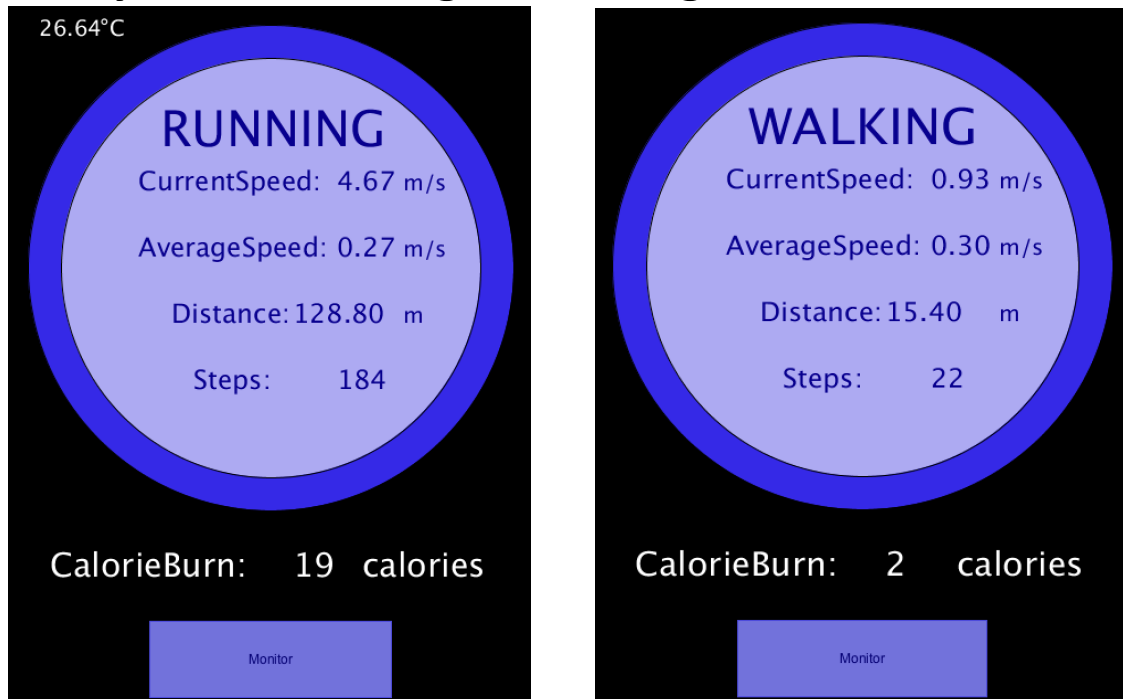 26.64°C
RUNNING
CurrentSpeed: 4.67 m/s
AverageSpeed: 0.27 m/s
Distance: 128.80 m
Steps: 184
CalorieBurn: 19 calories
Monitor
WALKING
CurrentSpeed: 0.93 m/s
AverageSpeed: 0.30 m/s
Distance: 15.40 m
Steps: 22
CalorieBurn: 2 calories
Monitor